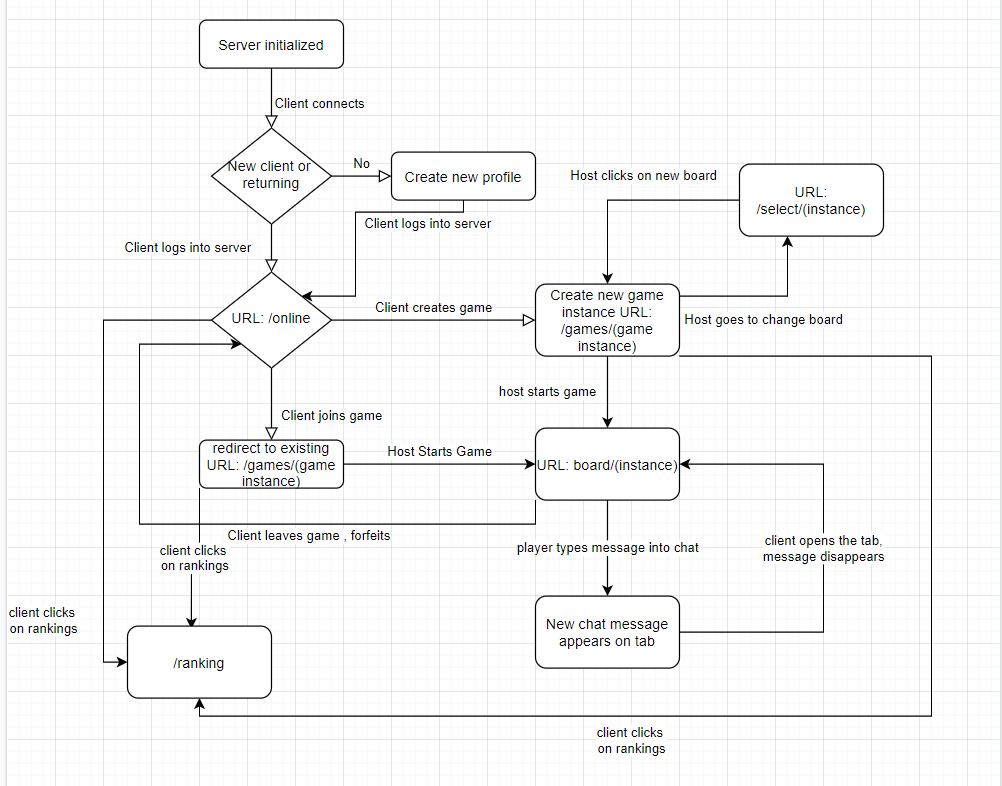 Server initialized
Client connects
New client or
returning
No
Create new profile
Client logs into server
Client logs into server
Host clicks on new board
URL:
/select/(instance)
URL: /online
Client creates game
Create new game
instance URL:
/games/(game
instance)
Host goes to change board
host starts game
Client joins game
redirect to existing
URL: /games/(game
instance)
Host Starts Game
URL: board/(instance)
Client leaves game , forfeits
client clicks
on rankings
player types message into chat
client opens the tab,
message disappears
client clicks
on rankings
New chat message
appears on tab
/ranking
client clicks
on rankings